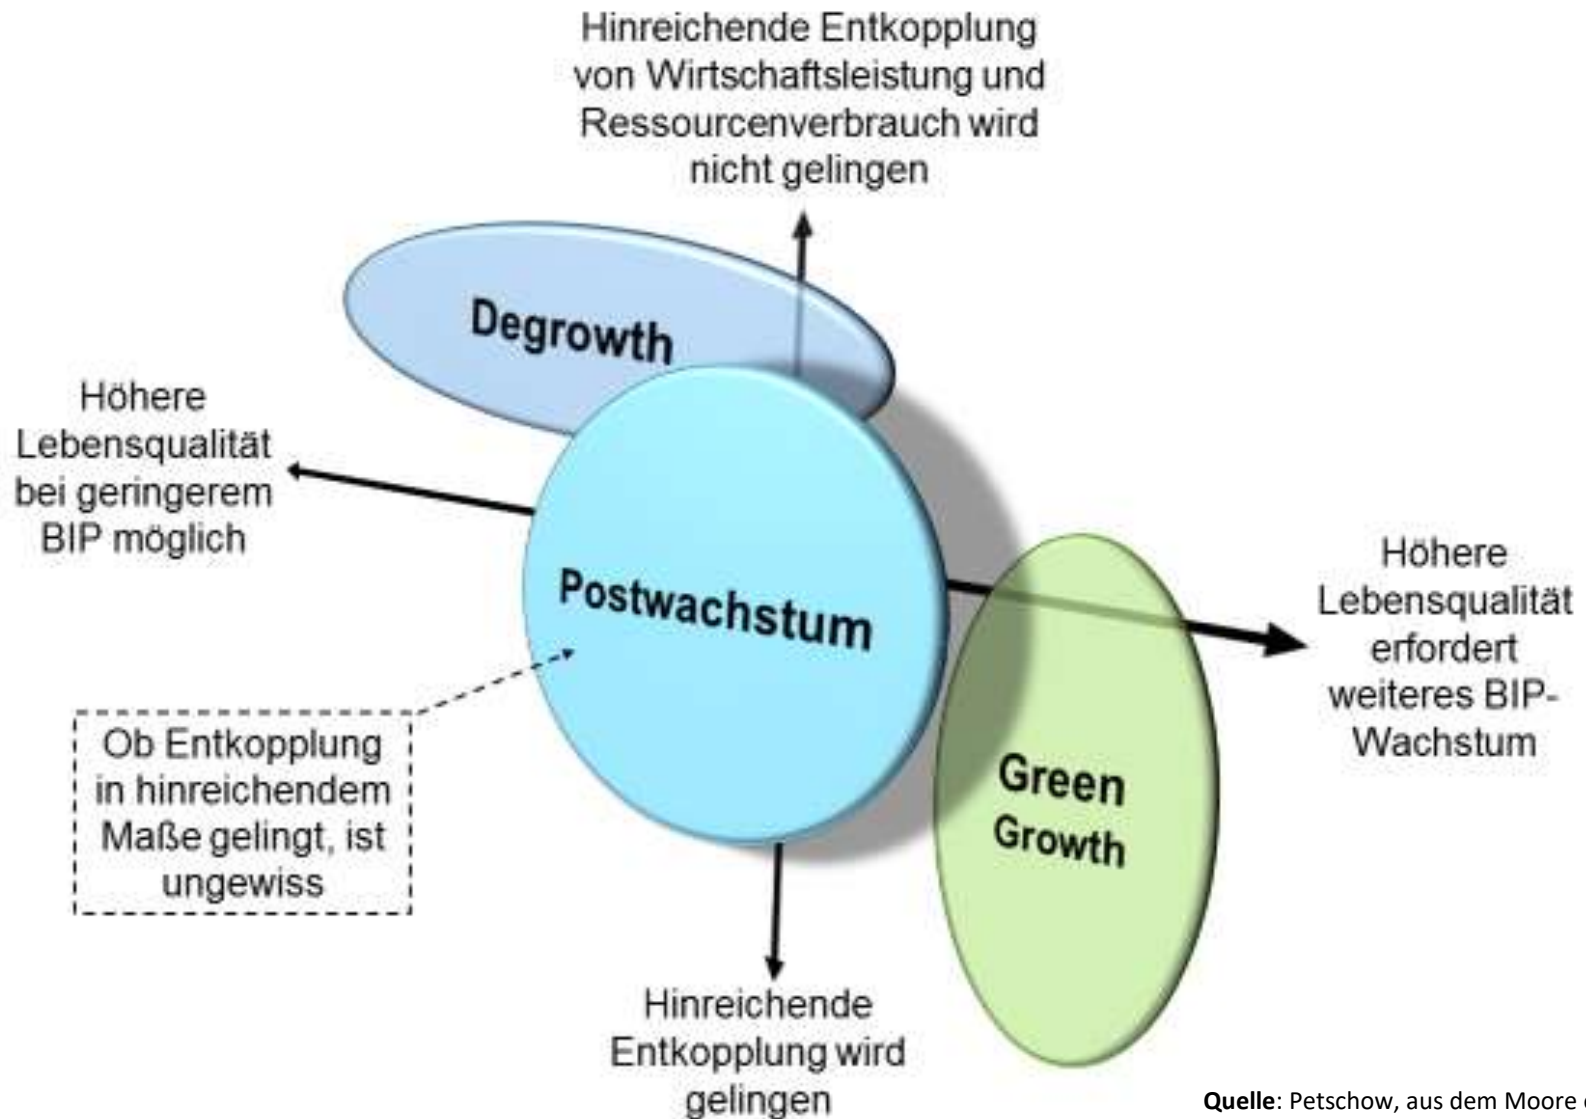 Hinreichende Entkopplung
von Wirtschaftsleistung und
Ressourcenverbrauch wird
nicht gelingen
Degrowth
Höhere
Lebensqualität
bei geringerem
BIP möglich
Postwachstum
Höhere
Lebensqualität
erfordert
weiteres BIP-
Wachstum
Ob Entkopplung
in hinreichendem
Maße gelingt, ist
ungewiss
Green
Growth
Hinreichende
Entkopplung wird
gelingen
Quelle: Petschow, aus dem Moore